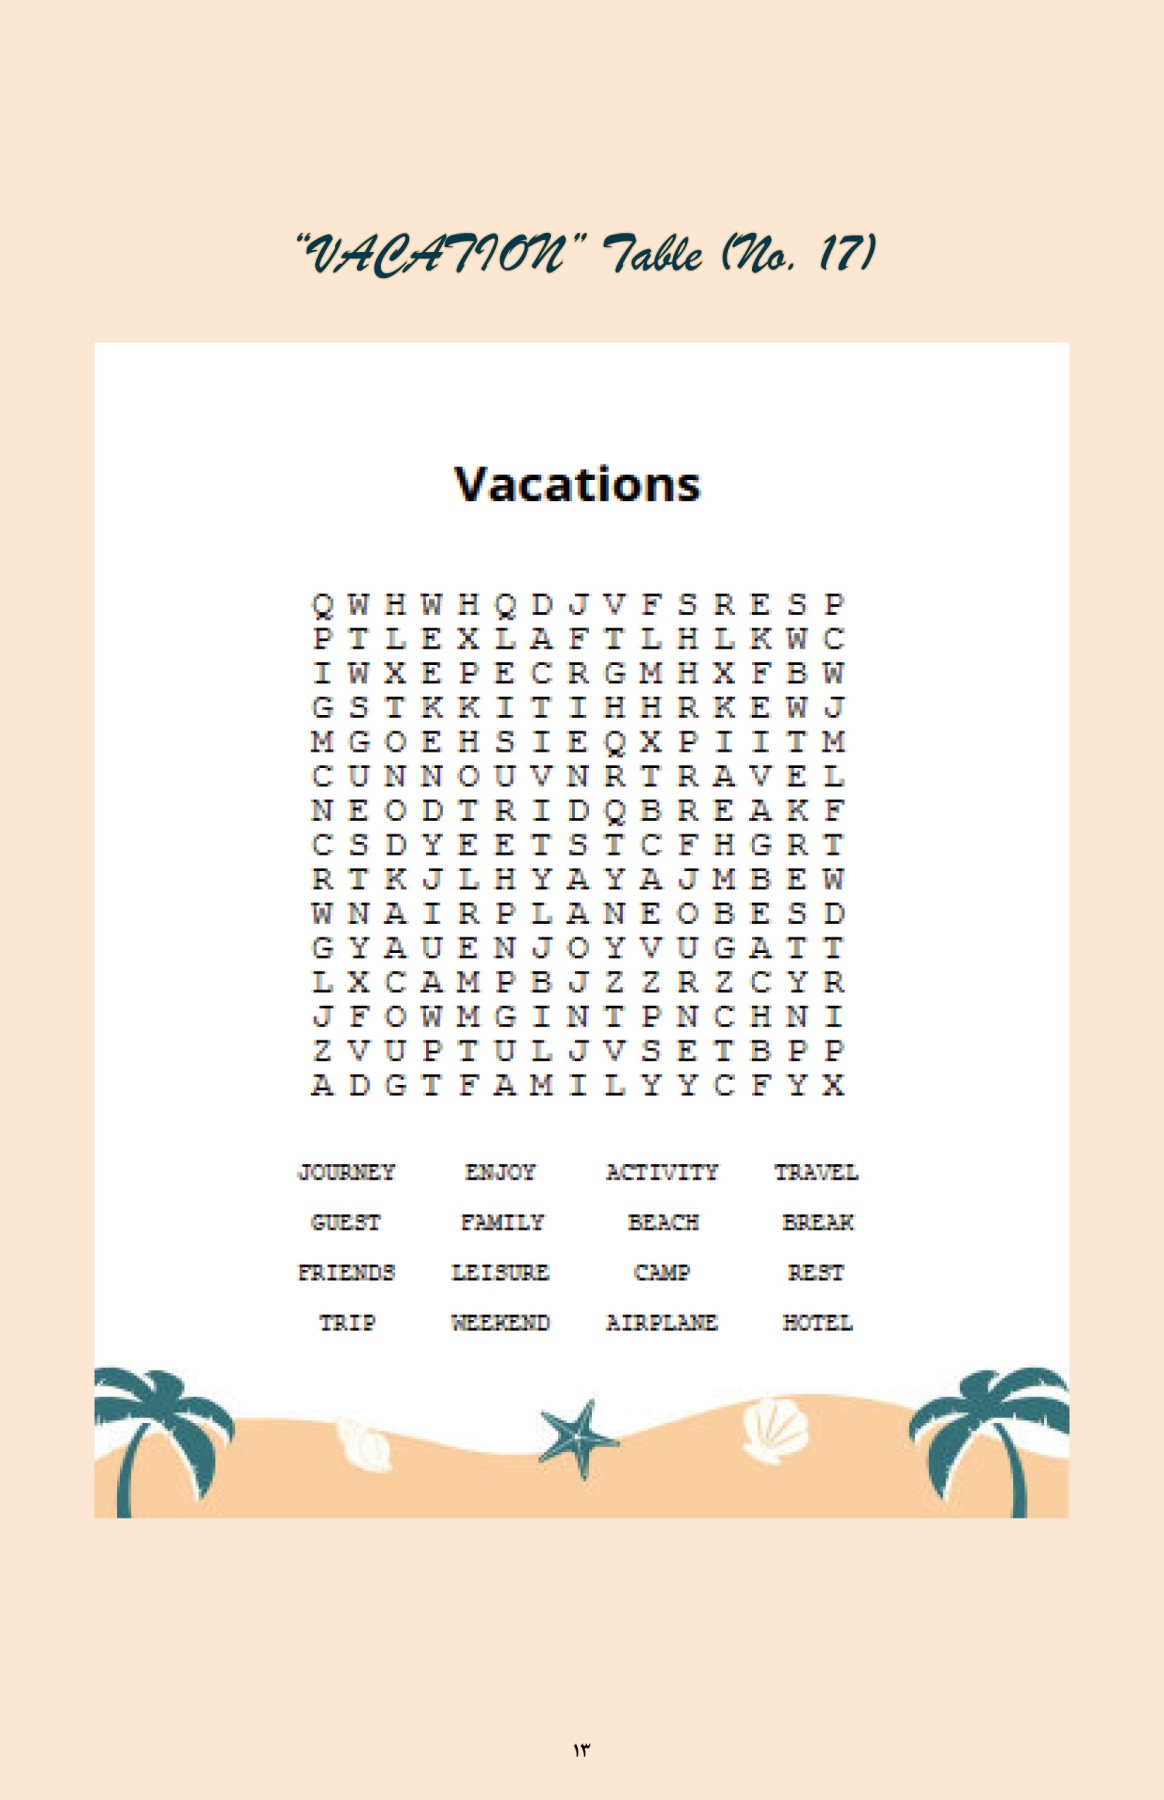 “VACATION” Table (No. 17)
Vacations
Q W H W H Q D J V F S R E S P
P T L E X L A F T L H L K W C
I W X E P E C R G M H X F B W
G S T K K I T I H H R K E W J
M G O E H S I E Q X P I I T M
C U N N O U V N R T R A V E L
N E O D T R I D Q B R E A K F
C S D Y E E T S T C F H G R T
R T K J L H Y A Y A J M B E W
W N A I R P L A N E O B E S D
G Y A U E N J O Y V U G A T T
L X C A M P B J Z Z R Z C Y R
J F O W M G I N T P N C H N I
Z V U P T U L J V S E T B P P
A D G T F A M I L Y Y C F Y X
JOURNEY ENJOY ACTIVITY TRAVEL
GUEST FAMILY BEACH BREAK
FRIENDS LEISURE CAMP REST
TRIP WEEKEND AIRPLANE HOTEL
۱۳